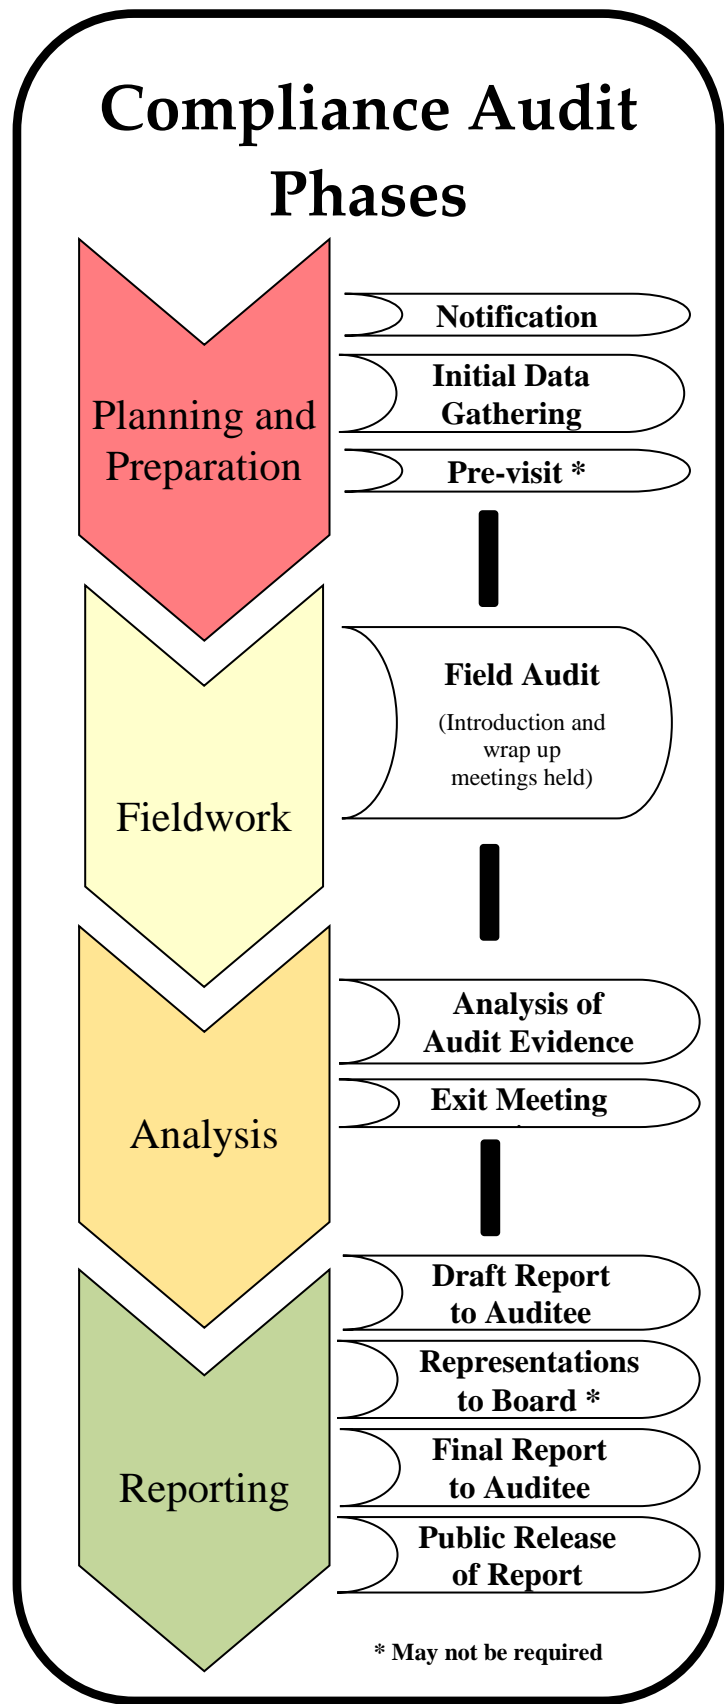 Compliance Audit
Phases
Planning and
Preparation
Notification
Initial Data
Gathering
Pre-visit *
Fieldwork
Field Audit
(Introduction and
wrap up
meetings held)
Analysis
Analysis of
Audit Evidence
Exit Meeting
Reporting
Draft Report
to Auditee
Representations
to Board *
Final Report
to Auditee
Public Release
of Report
* May not be required